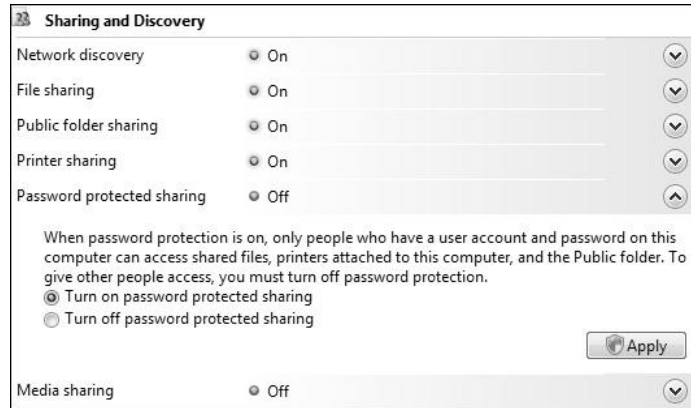 Sharing and Discovery
Network discovery On
File sharing On
Public folder sharing On
Printer sharing On
Password protected sharing Off
When password protection is on, only people who have a user account and password on this
computer can access shared files, printers attached to this computer, and the Public folder. To
give other people access, you must turn off password protection.
Turn on password protected sharing
Turn off password protected sharing
Apply
Media sharing Off